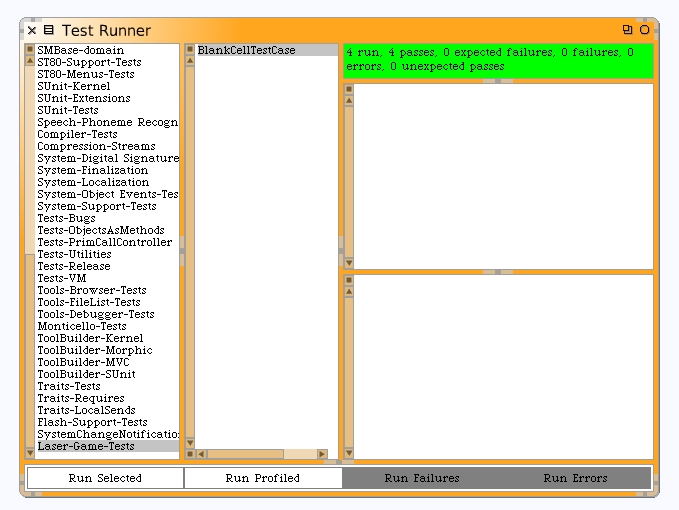 Test Runner
SMBase-domain
ST80-Support-Tests
ST80-Menus-Tests
SUnit-Kernel
SUnit-Extensions
SUnit-Tests
Speech-Phoneme Recogn
Compiler-Tests
Compression-Streams
System-Digital Signature
System-Finalization
System-Localization
System-Object Events-Tes
System-Support-Tests
Tests-Bugs
Tests-ObjectsAsMethods
Tests-PrimCallController
Tests-Utilities
Tests-Release
Tests-VM
Tools-Browser-Tests
Tools-FileList-Tests
Tools-Debugger-Tests
Monticello-Tests
ToolBuilder-Kernel
ToolBuilder-Morphic
ToolBuilder-MVC
ToolBuilder-SUnit
Traits-Tests
Traits-Requires
Traits-LocalSends
Flash-Support-Tests
SystemChangeNotificatio
Laser-Game-Tests
BlankCellTestCase
4 run, 4 passes, 0 expected failures, 0 failures, 0
errors, 0 unexpected passes
Run Selected
Run Profiled
Run Failures
Run Errors